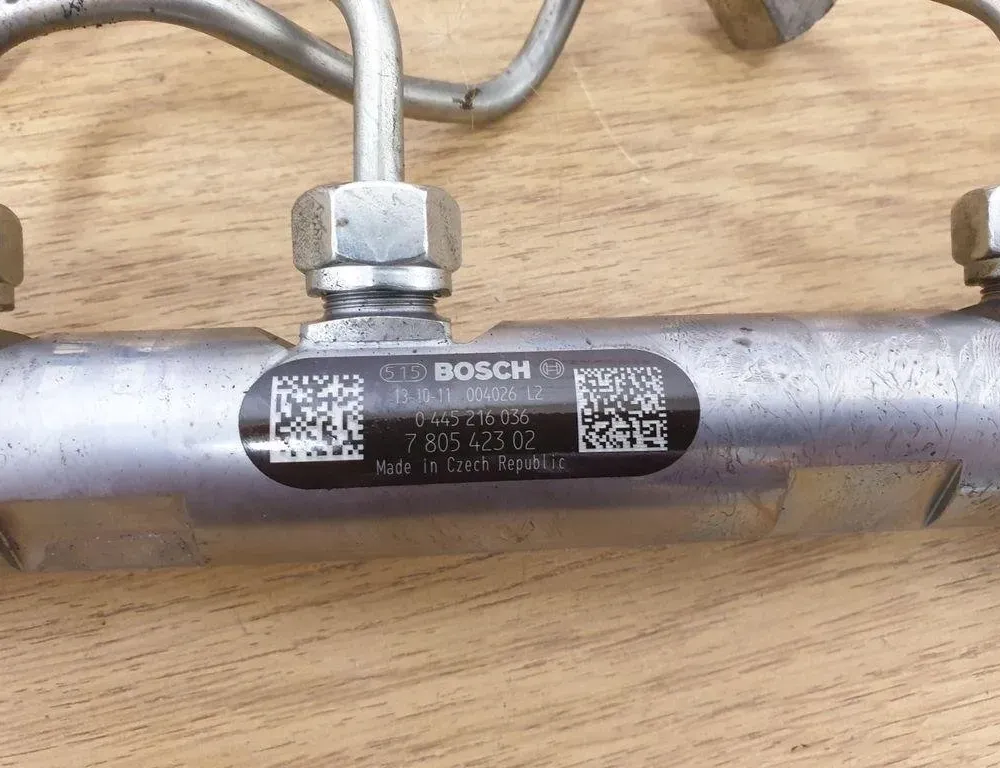 515 BOSCH
13-10-11 004026 L2
0 445 216 036
7 805 423 02
Made in Czech Republic